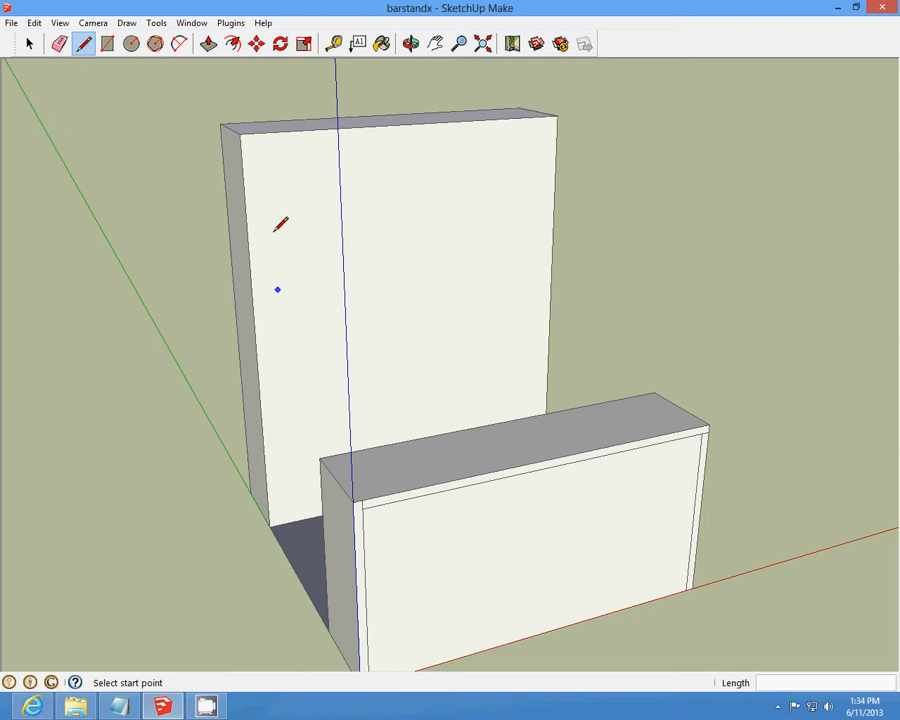 barstandx - SketchUp Make
File Edit View Camera Draw Tools Window Plugins Help
A1
Select start point
Length
1:34 PM
6/11/2013